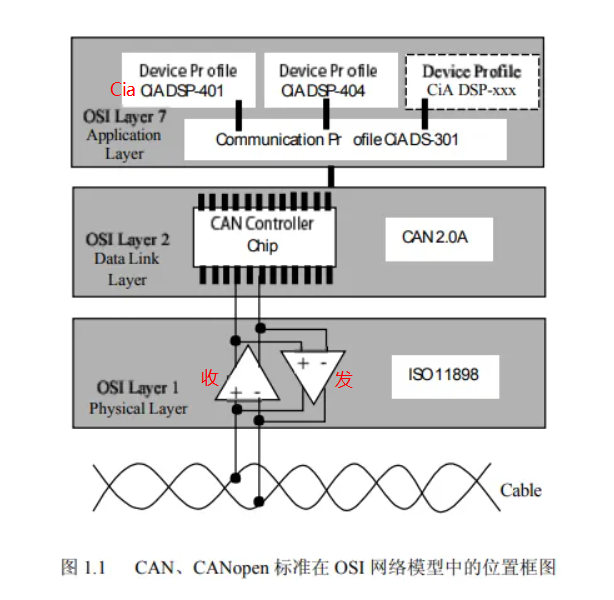 Device Profile
Cia CiA DSP-401
Device Profile
CiA DSP-404
Device Profile
CiA DSP-xxx
OSI Layer 7
Application
Layer
Communication Pr ofile CiA DS-301
OSI Layer 2
Data Link
Layer
CAN Controller
Chip
CAN 2.0A
OSI Layer 1
Physical Layer
收
+ -
+ -
发
ISO 11898
Cable
图 1.1 CAN、CANopen 标准在 OSI 网络模型中的位置框图